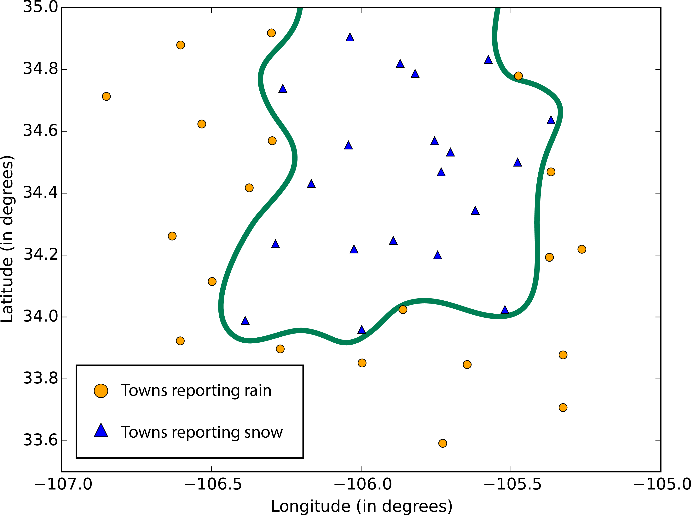 35.0
34.8
34.6
34.4
34.2
34.0
33.8
33.6
Latitude (in degrees)
Towns reporting rain
Towns reporting snow
−107.0 −106.5 −106.0 −105.5 −105.0
Longitude (in degrees)